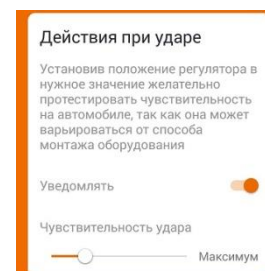 Действия при ударе
Установив положение регулятора в
нужное значение желательно
протестировать чувствительность
на автомобиле, так как она может
варьироваться от способа
монтажа оборудования
Уведомлять
Чувствительность удара
Максимум